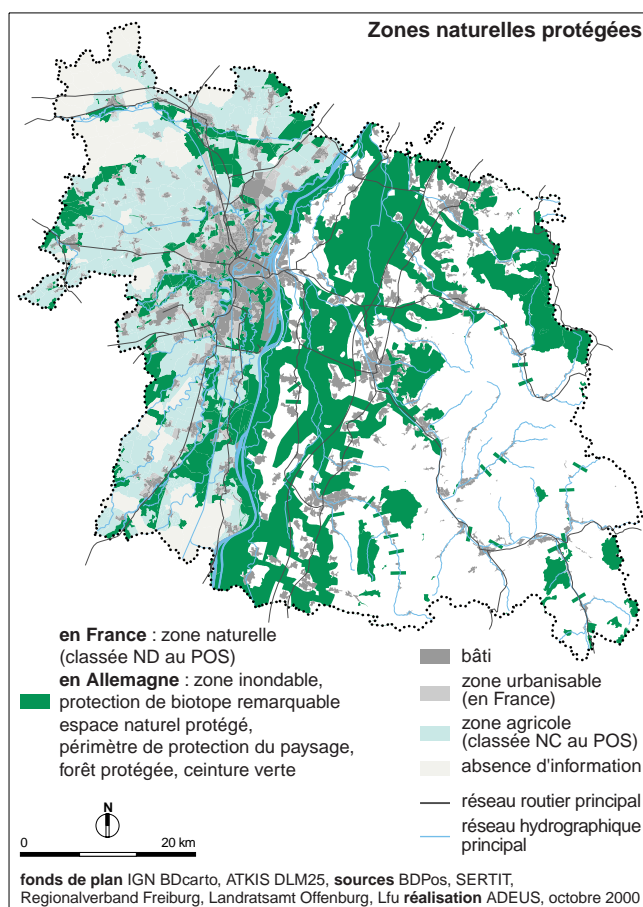 Zones naturelles protégées
en France : zone naturelle
(classée ND au POS)
en Allemagne : zone inondable,
protection de biotope remarquable
espace naturel protégé,
périmètre de protection du paysage,
forêt protégée, ceinture verte
bâti
zone urbanisable
(en France)
zone agricole
(classée NC au POS)
absence d'information
réseau routier principal
réseau hydrographique
principal
N
0 20 km
fonds de plan IGN BDcarto, ATKIS DLM25, sources BDPos, SERTIT,
Regionalverband Freiburg, Landratsamt Offenburg, Lfu réalisation ADEUS, octobre 2000